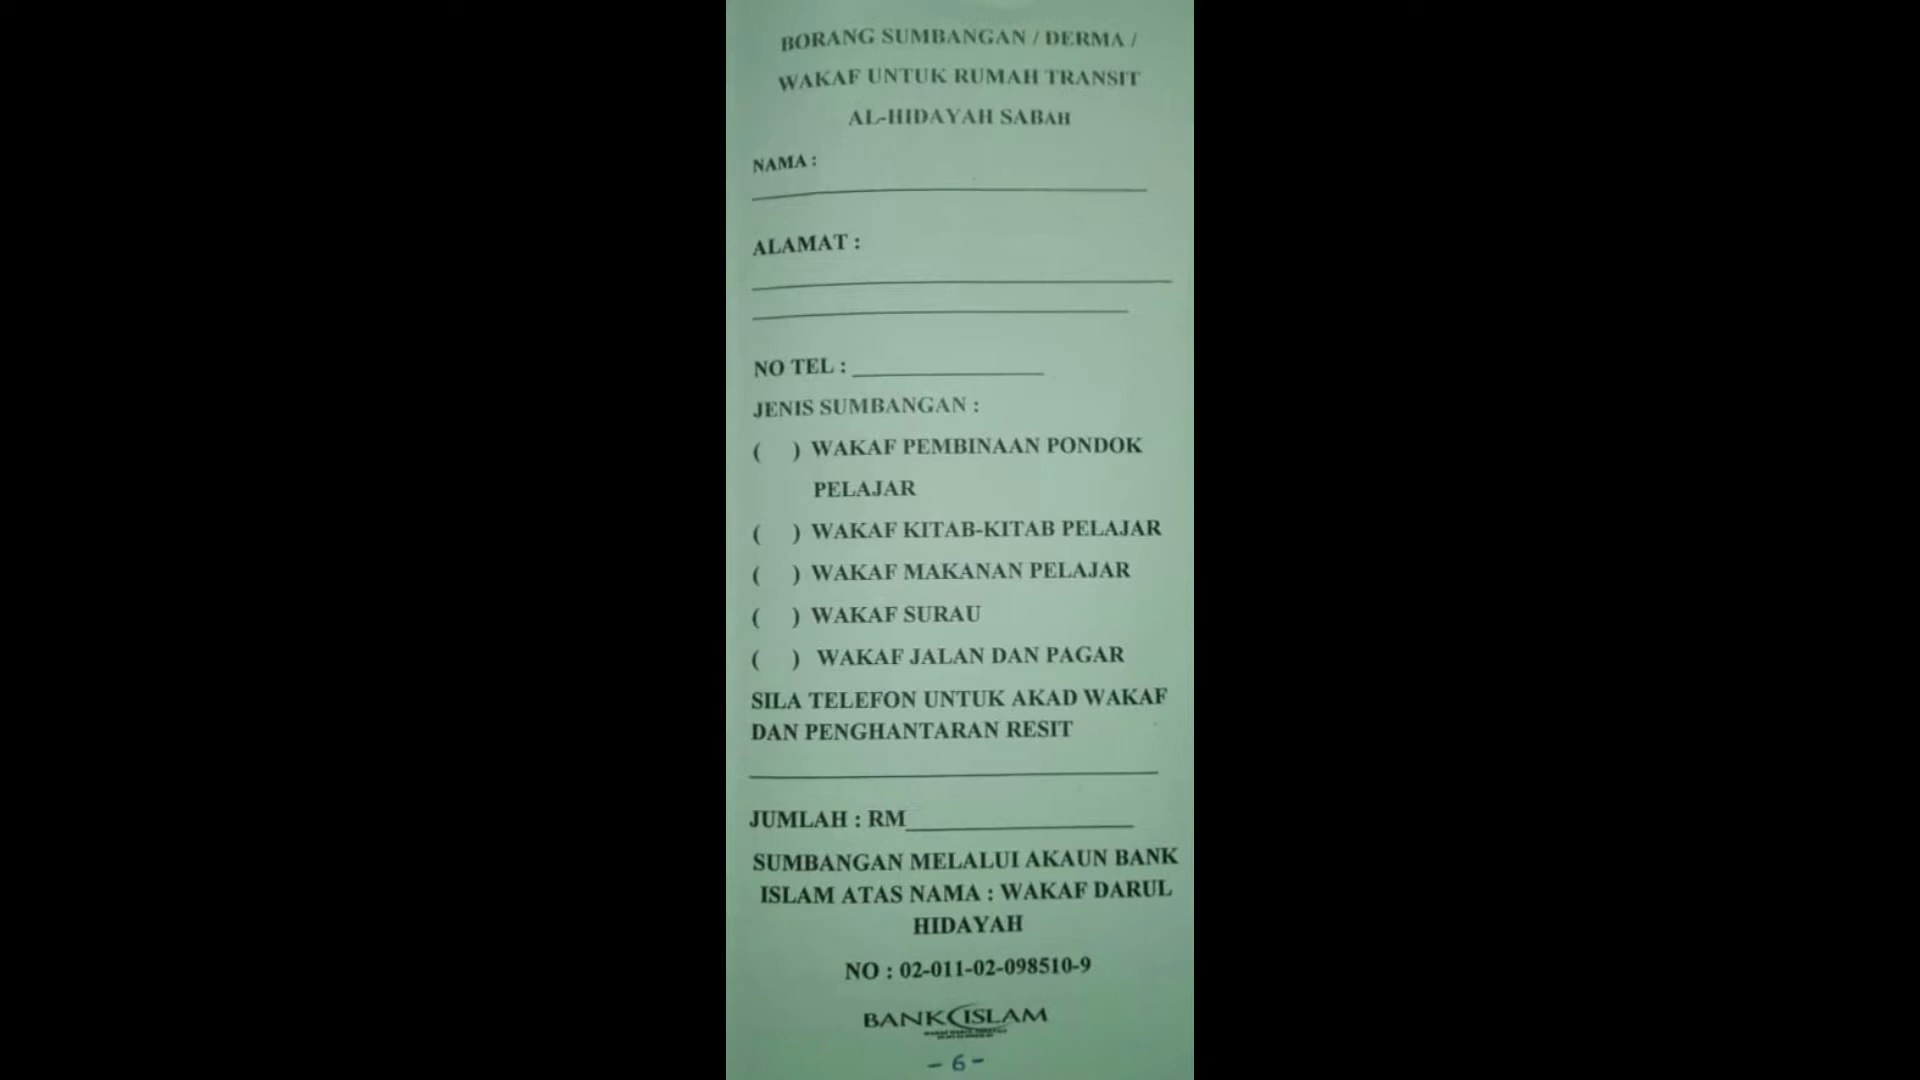 BORANG SUMBANGAN / DERMA /
WAKAF UNTUK RUMAH TRANSIT
AL-HIDAYAH SABAH
NAMA :
ALAMAT :
NO TEL :
JENIS SUMBANGAN :
( ) WAKAF PEMBINAAN PONDOK
PELAJAR
( ) WAKAF KITAB-KITAB PELAJAR
( ) WAKAF MAKANAN PELAJAR
( ) WAKAF SURAU
( ) WAKAF JALAN DAN PAGAR
SILA TELEFON UNTUK AKAD WAKAF
DAN PENGHANTARAN RESIT
JUMLAH : RM
SUMBANGAN MELALUI AKAUN BANK
ISLAM ATAS NAMA : WAKAF DARUL
HIDAYAH
NO : 02-011-02-098510-9
BANK ISLAM
- 6 -